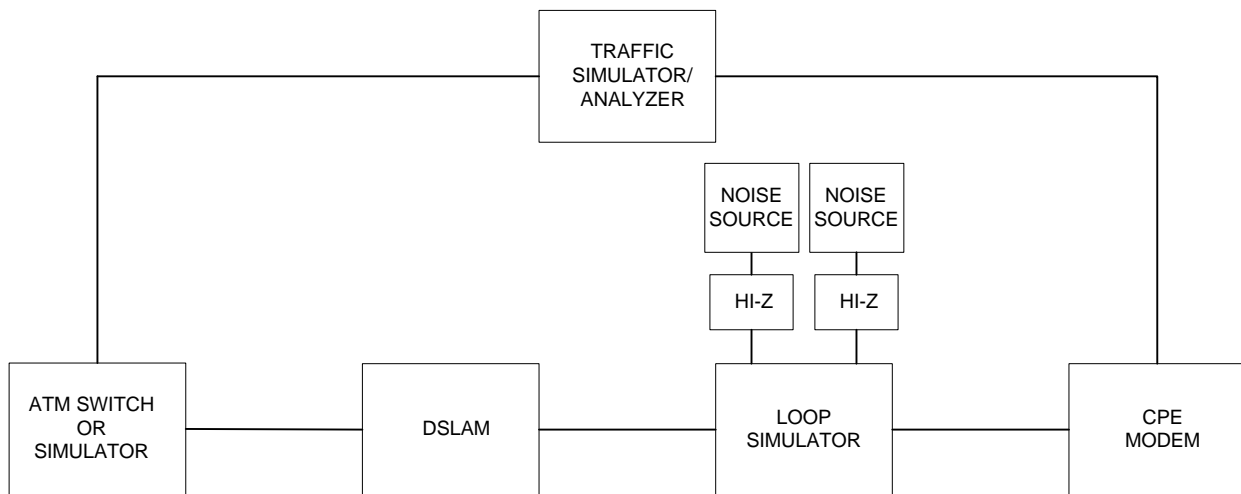 TRAFFIC
SIMULATOR/
ANALYZER
NOISE
SOURCE
NOISE
SOURCE
HI-Z
HI-Z
ATM SWITCH
OR
SIMULATOR
DSLAM
LOOP
SIMULATOR
CPE
MODEM